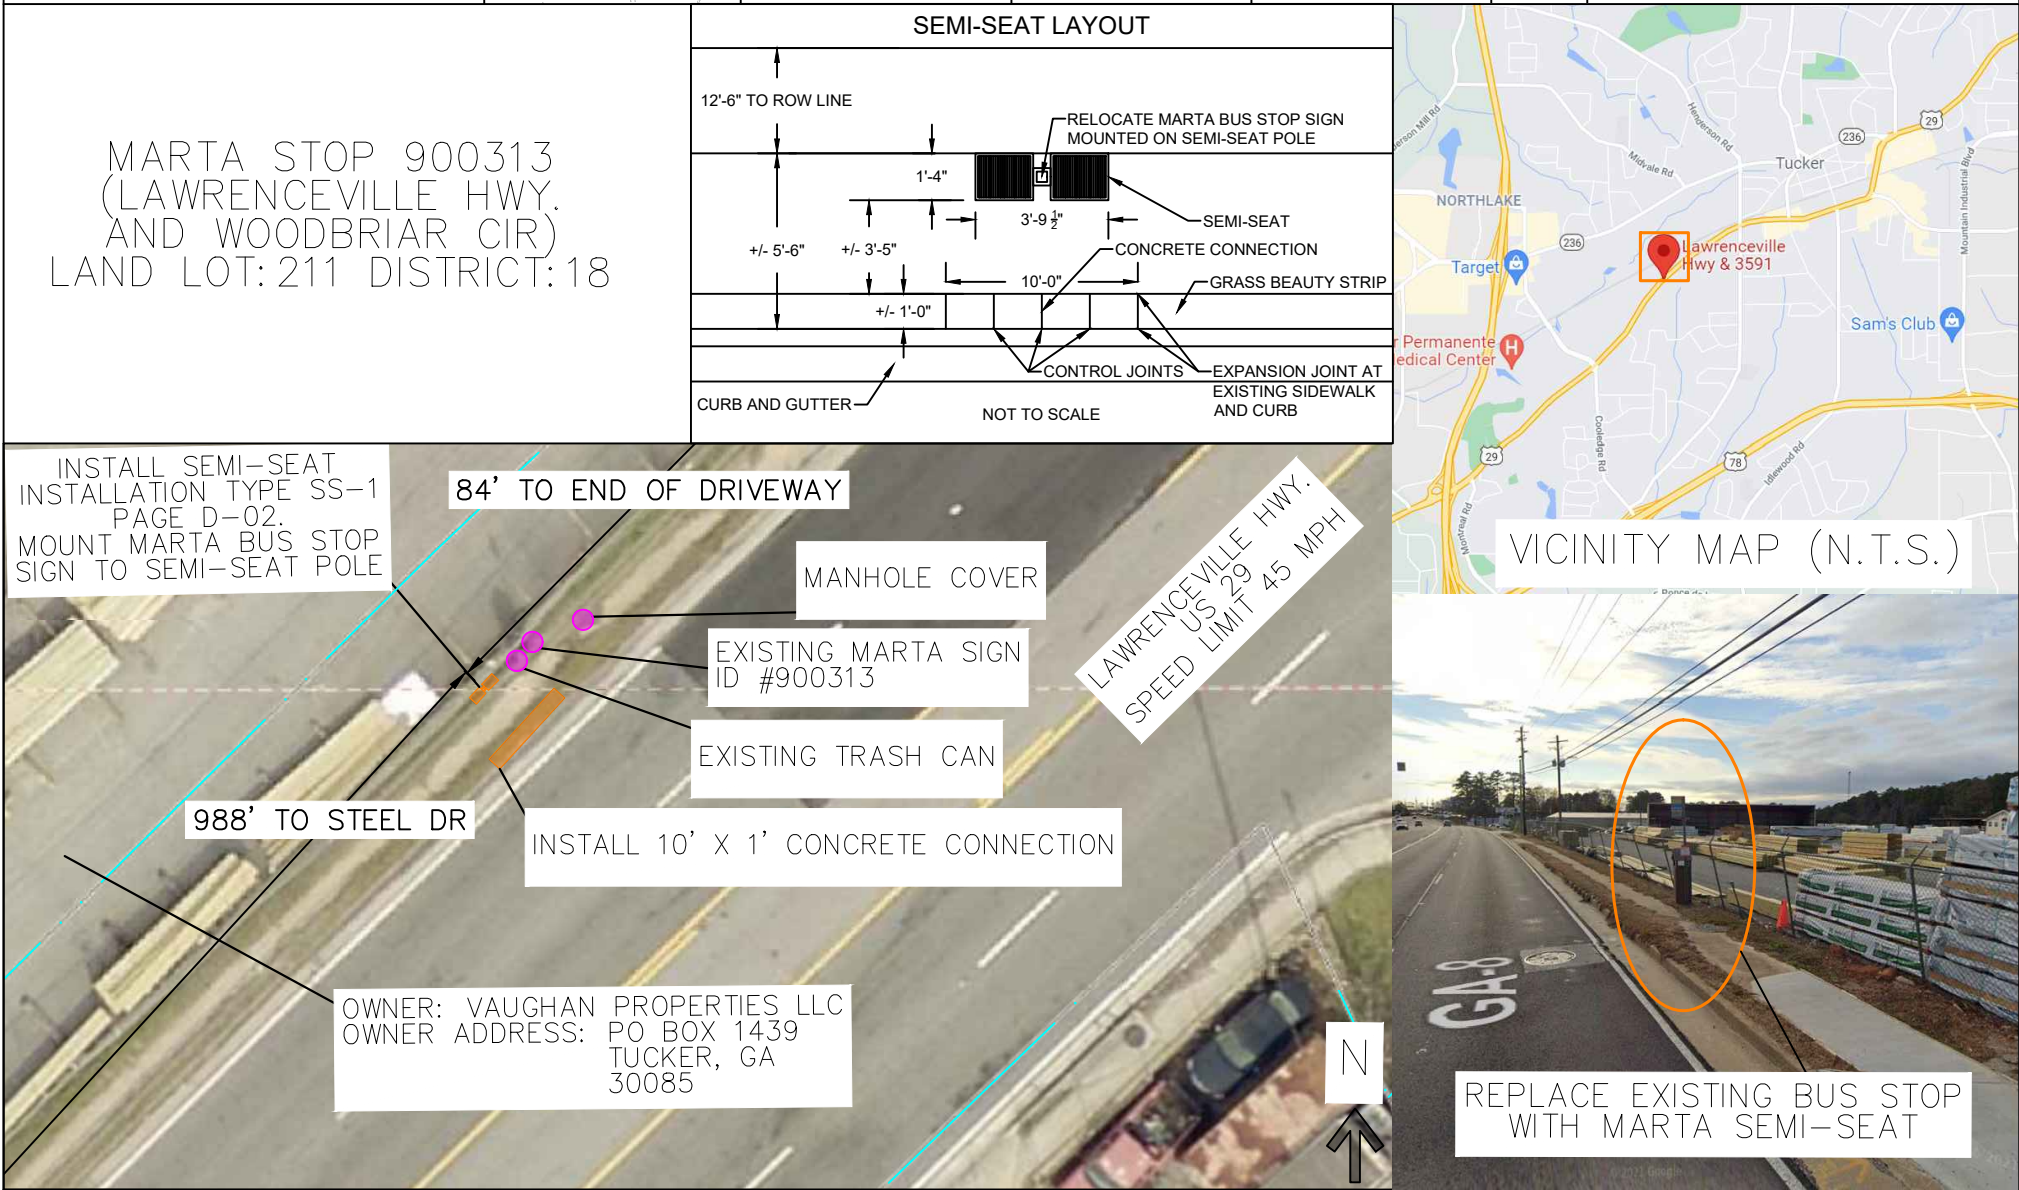 MARTA STOP 900313
(LAWRENCEVILLE HWY.
AND WOODBRIAR CIR)
LAND LOT: 211 DISTRICT: 18
SEMI-SEAT LAYOUT
12'-6" TO ROW LINE
RELOCATE MARTA BUS STOP SIGN
MOUNTED ON SEMI-SEAT POLE
1'-4"
3'-9 ½"
SEMI-SEAT
+/- 5'-6"
+/- 3'-5"
CONCRETE CONNECTION
10'-0"
GRASS BEAUTY STRIP
+/- 1'-0"
CONTROL JOINTS
EXPANSION JOINT AT
EXISTING SIDEWALK
AND CURB
CURB AND GUTTER
NOT TO SCALE
Henderson Rd
236
29
Midvale Rd
Tucker
Mountain Industrial Blvd
NORTHLAKE
236
Lawrenceville
Hwy & 3591
Target
Sam's Club
Permanente
edical Center
Cooledge Rd
29
78
Idlewood Rd
Montreal Rd
VICINITY MAP (N.T.S.)
INSTALL SEMI-SEAT
INSTALLATION TYPE SS-1
PAGE D-02.
MOUNT MARTA BUS STOP
SIGN TO SEMI-SEAT POLE
84' TO END OF DRIVEWAY
MANHOLE COVER
EXISTING MARTA SIGN
ID #900313
EXISTING TRASH CAN
LAWRENCEVILLE HWY.
US 29
SPEED LIMIT 45 MPH
988' TO STEEL DR
INSTALL 10' X 1' CONCRETE CONNECTION
OWNER: VAUGHAN PROPERTIES LLC
OWNER ADDRESS: PO BOX 1439
TUCKER, GA
30085
N
GA-8
REPLACE EXISTING BUS STOP
WITH MARTA SEMI-SEAT
©2021 Google